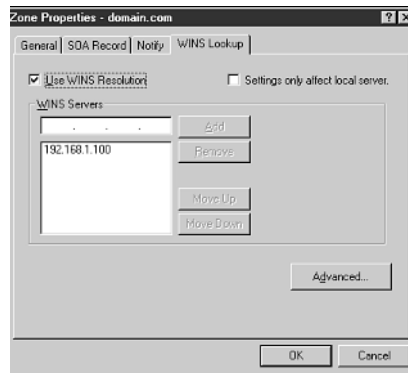 Zone Properties - domain.com
General SOA Record Notify WINS Lookup
Use WINS Resolution Settings only affect local server.
WINS Servers
. . . Add
192.168.1.100 Remove
Move Up
Move Down
Advanced...
OK Cancel